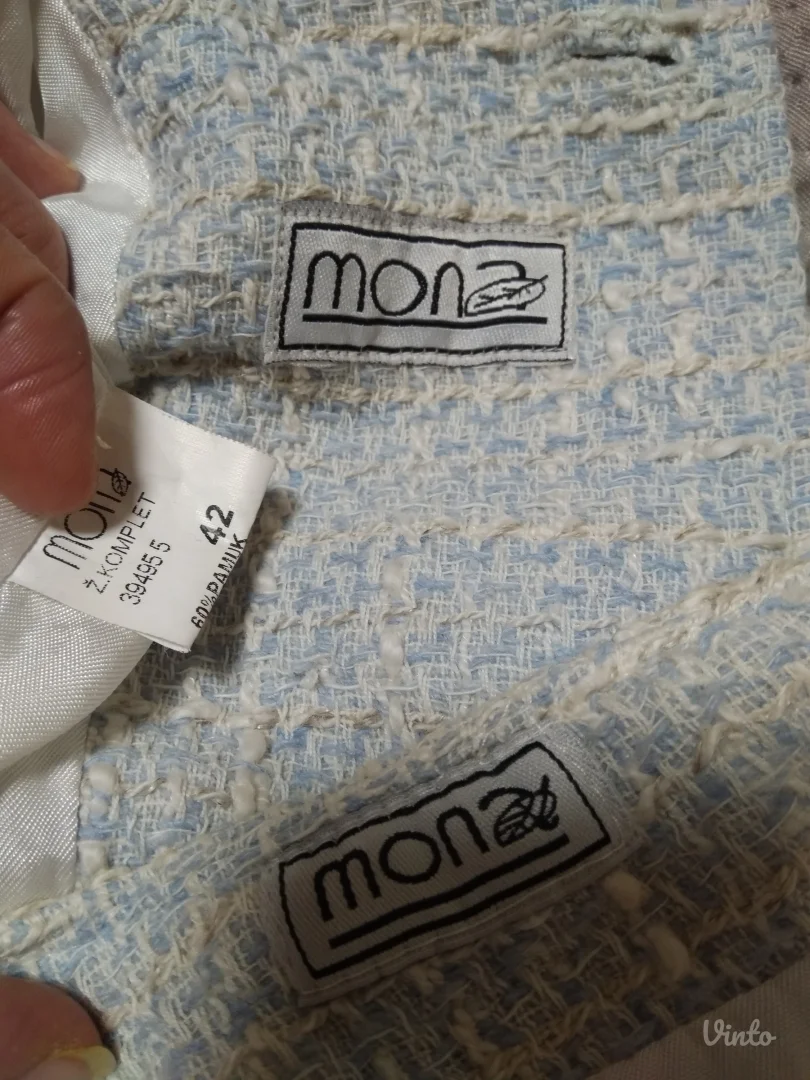 mona
mona
Ž.KOMPLET
39495 5
42
60%PAMUK
mona
Vinto